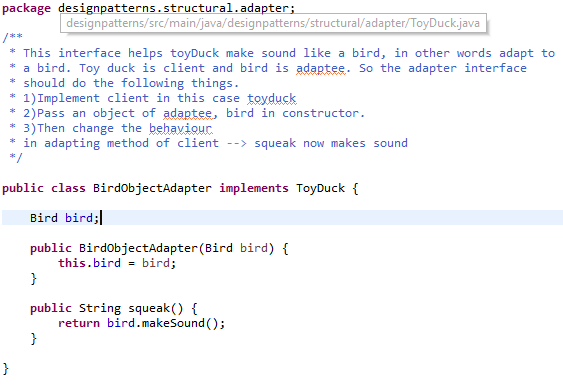 package designpatterns.structural.adapter;
designpatterns/src/main/java/designpatterns/structural/adapter/ToyDuck.java
/**
* This interface helps toyDuck make sound like a bird, in other words adapt to
* a bird. Toy duck is client and bird is adaptee. So the adapter interface
* should do the following things.
* 1)Implement client in this case toyduck
* 2)Pass an object of adaptee, bird in constructor.
* 3)Then change the behaviour
* in adapting method of client --> squeak now makes sound
*/
public class BirdObjectAdapter implements ToyDuck {
Bird bird;
public BirdObjectAdapter(Bird bird) {
this.bird = bird;
}
public String squeak() {
return bird.makeSound();
}
}